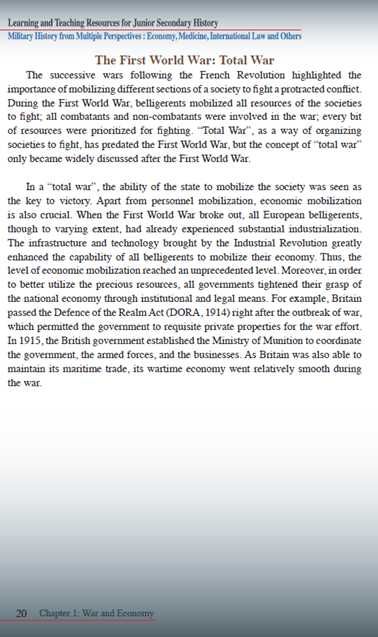 Learning and Teaching Resources for Junior Secondary History
Military History from Multiple Perspectives : Economy, Medicine, International Law and Others
The First World War: Total War
The successive wars following the French Revolution highlighted the
importance of mobilizing different sections of a society to fight a protracted conflict.
During the First World War, belligerents mobilized all resources of the societies
to fight; all combatants and non-combatants were involved in the war; every bit
of resources were prioritized for fighting. “Total War”, as a way of organizing
societies to fight, has predated the First World War, but the concept of “total war”
only became widely discussed after the First World War.
In a “total war”, the ability of the state to mobilize the society was seen as
the key to victory. Apart from personnel mobilization, economic mobilization
is also crucial. When the First World War broke out, all European belligerents,
though to varying extent, had already experienced substantial industrialization.
The infrastructure and technology brought by the Industrial Revolution greatly
enhanced the capability of all belligerents to mobilize their economy. Thus, the
level of economic mobilization reached an unprecedented level. Moreover, in order
to better utilize the precious resources, all governments tightened their grasp of
the national economy through institutional and legal means. For example, Britain
passed the Defence of the Realm Act (DORA, 1914) right after the outbreak of war,
which permitted the government to requisite private properties for the war effort.
In 1915, the British government established the Ministry of Munition to coordinate
the government, the armed forces, and the businesses. As Britain was also able to
maintain its maritime trade, its wartime economy went relatively smooth during
the war.
20 Chapter 1: War and Economy